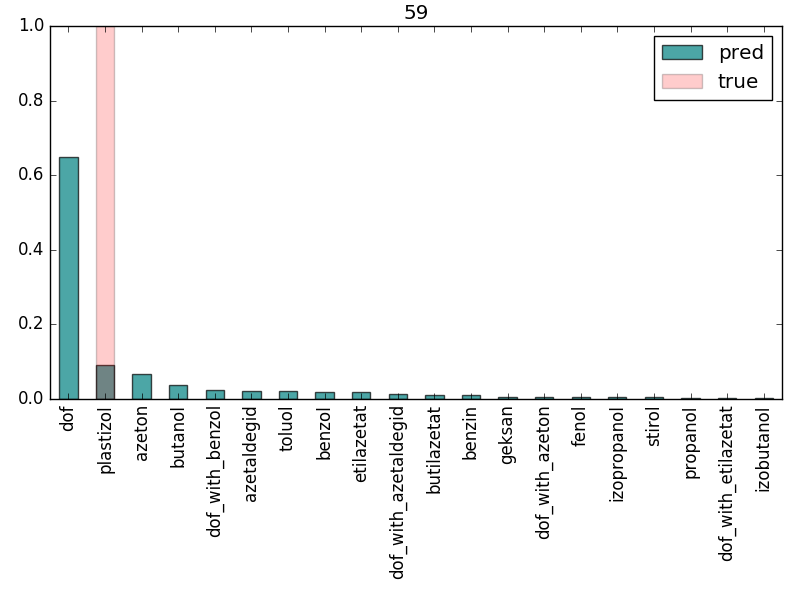 59
1.0
0.8
0.6
0.4
0.2
0.0
pred
true
dof
plastizol
azeton
butanol
dof_with_benzol
azetaldegid
toluol
benzol
etilazetat
dof_with_azetaldegid
butilazetat
benzin
geksan
dof_with_azeton
fenol
izopropanol
stirol
propanol
dof_with_etilazetat
izobutanol